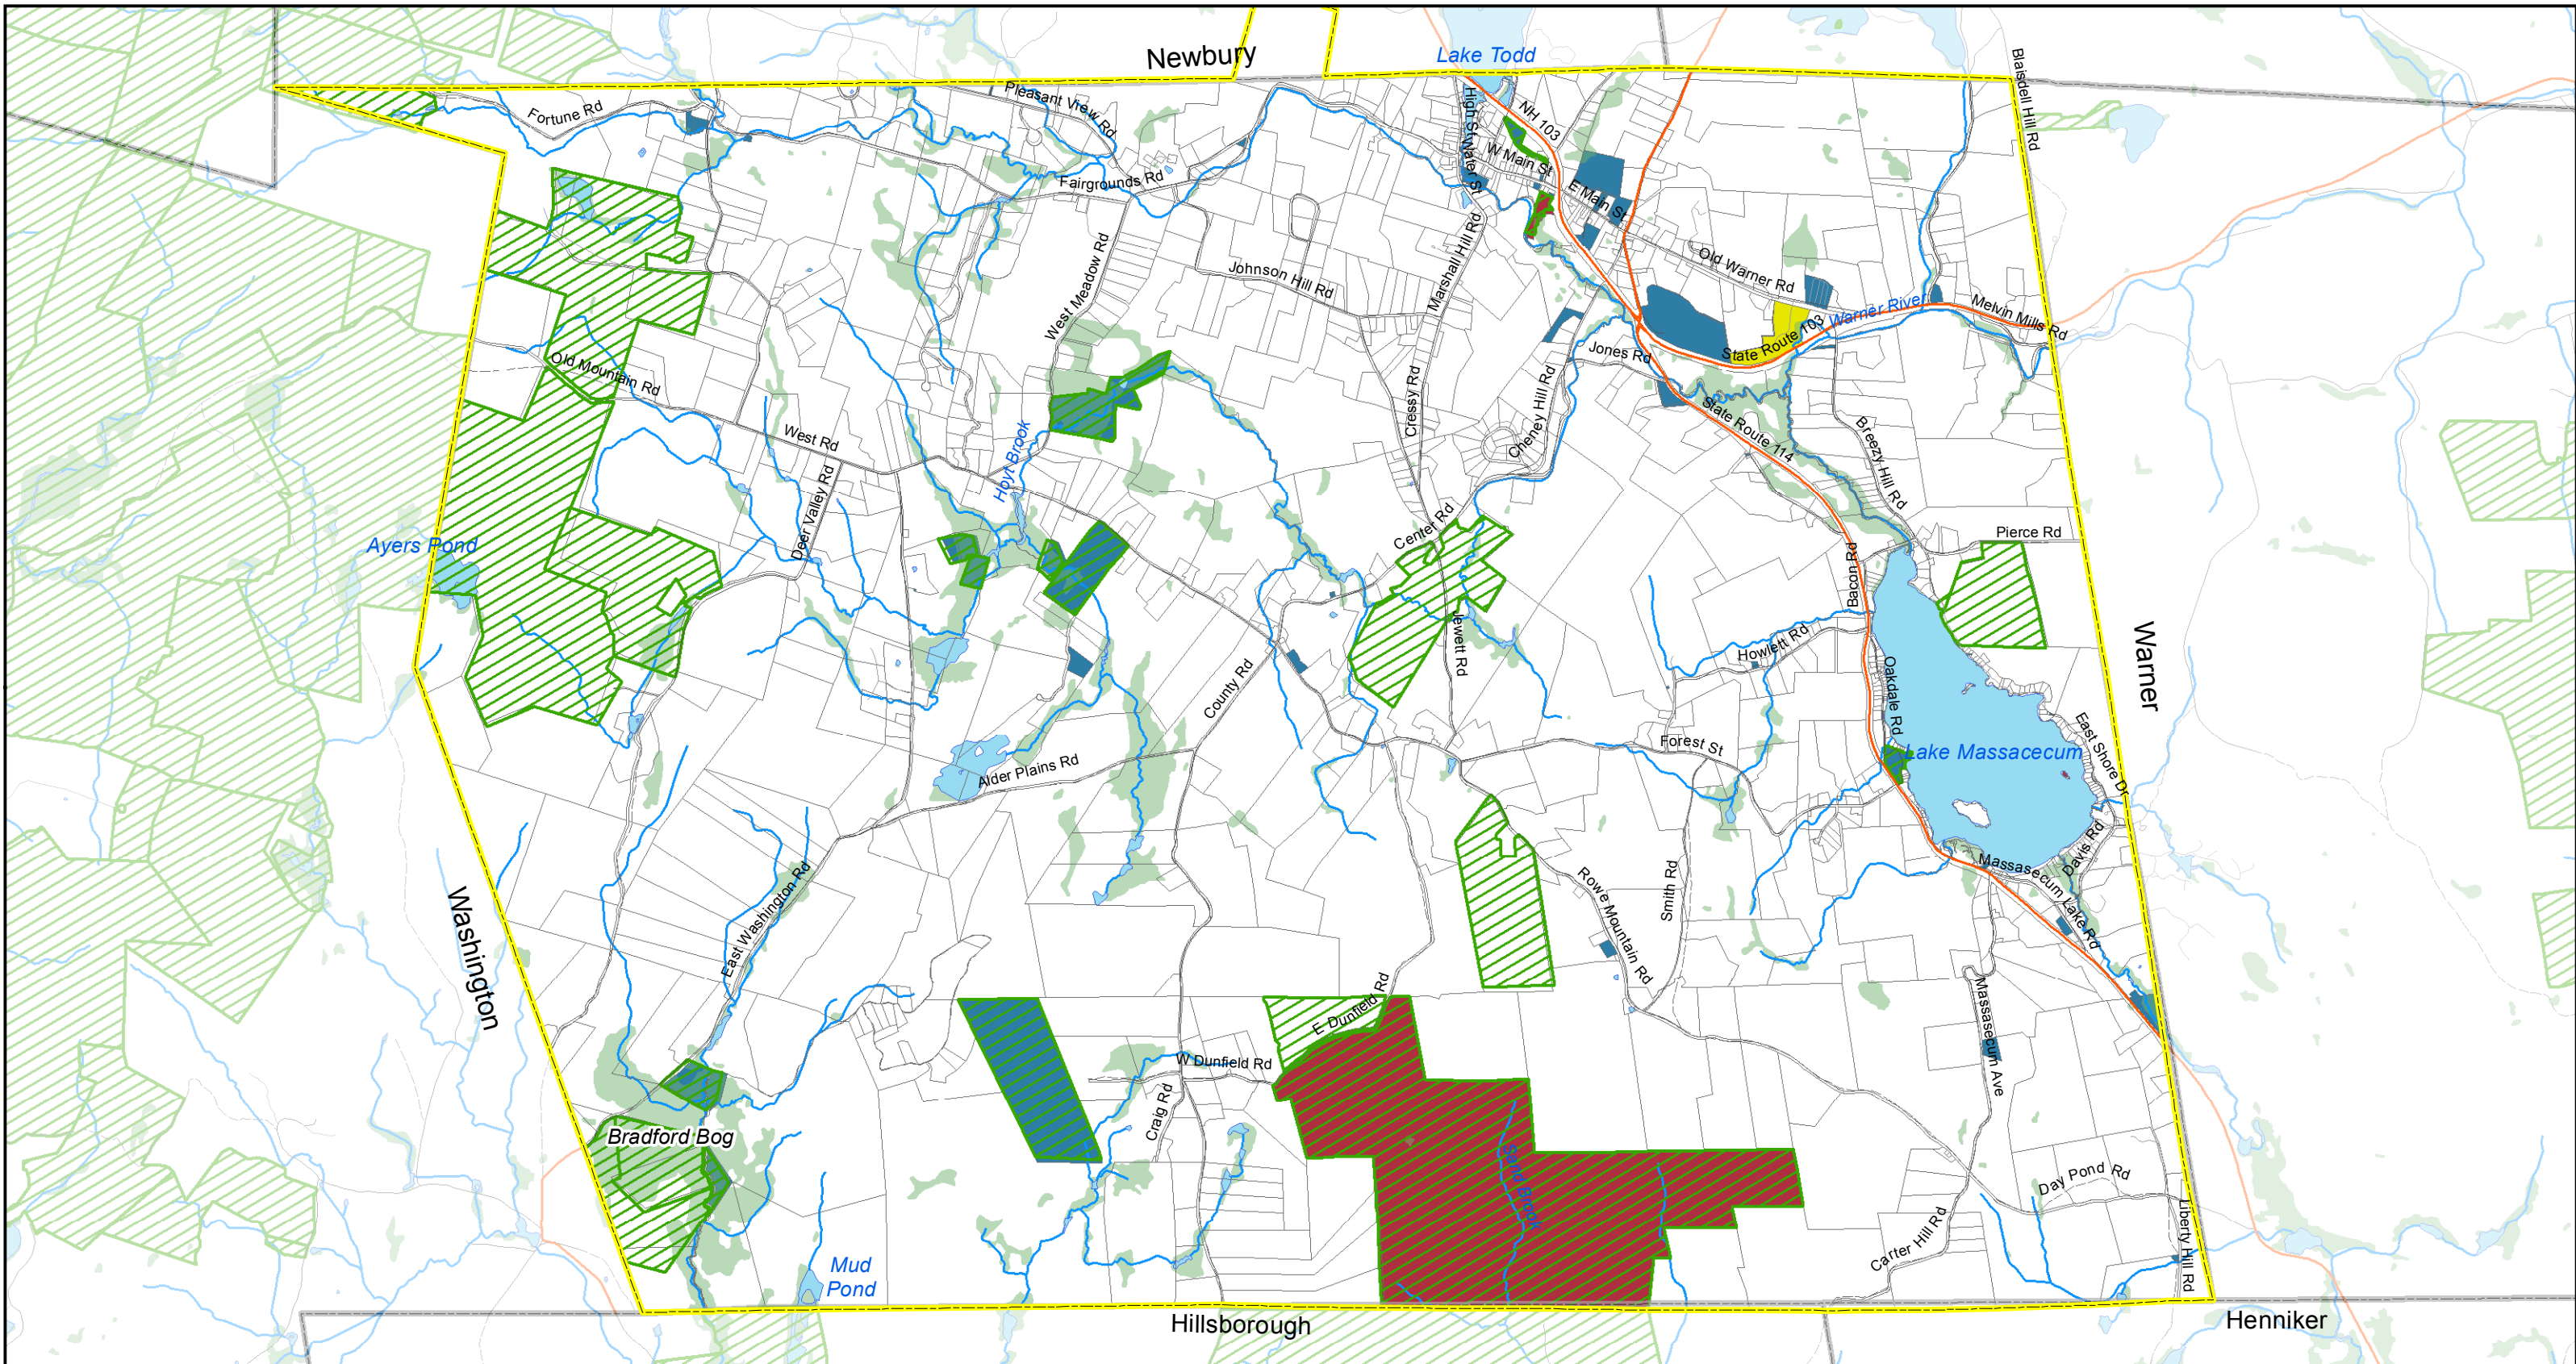 Newbury
Lake Todd
Blaisdell Hill Rd
Fortune Rd
Pleasant View Rd
High St
Water St
NH 103
W Main St
E Main St
Fairgrounds Rd
West Meadow Rd
Johnson Hill Rd
Marshall Hill Rd
Old Warner Rd
Warner River
Melvin Mills Rd
State Route 103
Jones Rd
Old Mountain Rd
West Rd
Cressy Rd
Cheney Hill Rd
State Route 114
Breezy Hill Rd
Hoyt Brook
Deer Valley Rd
Center Rd
Pierce Rd
Ayers Pond
Bacon Rd
Jewett Rd
Howlett Rd
Warner
County Rd
Oakdale Rd
Forest St
Lake Massacecum
East Shore Dr
Alder Plains Rd
Davis Rd
Massasecum Lake Rd
East Washington Rd
Rowe Mountain Rd
Smith Rd
Washington
E Dunfield Rd
W Dunfield Rd
Massasecum Ave
Craig Rd
Bradford Bog
Sand Brook
Day Pond Rd
Carter Hill Rd
Liberty Hill Rd
Mud
Pond
Hillsborough
Henniker